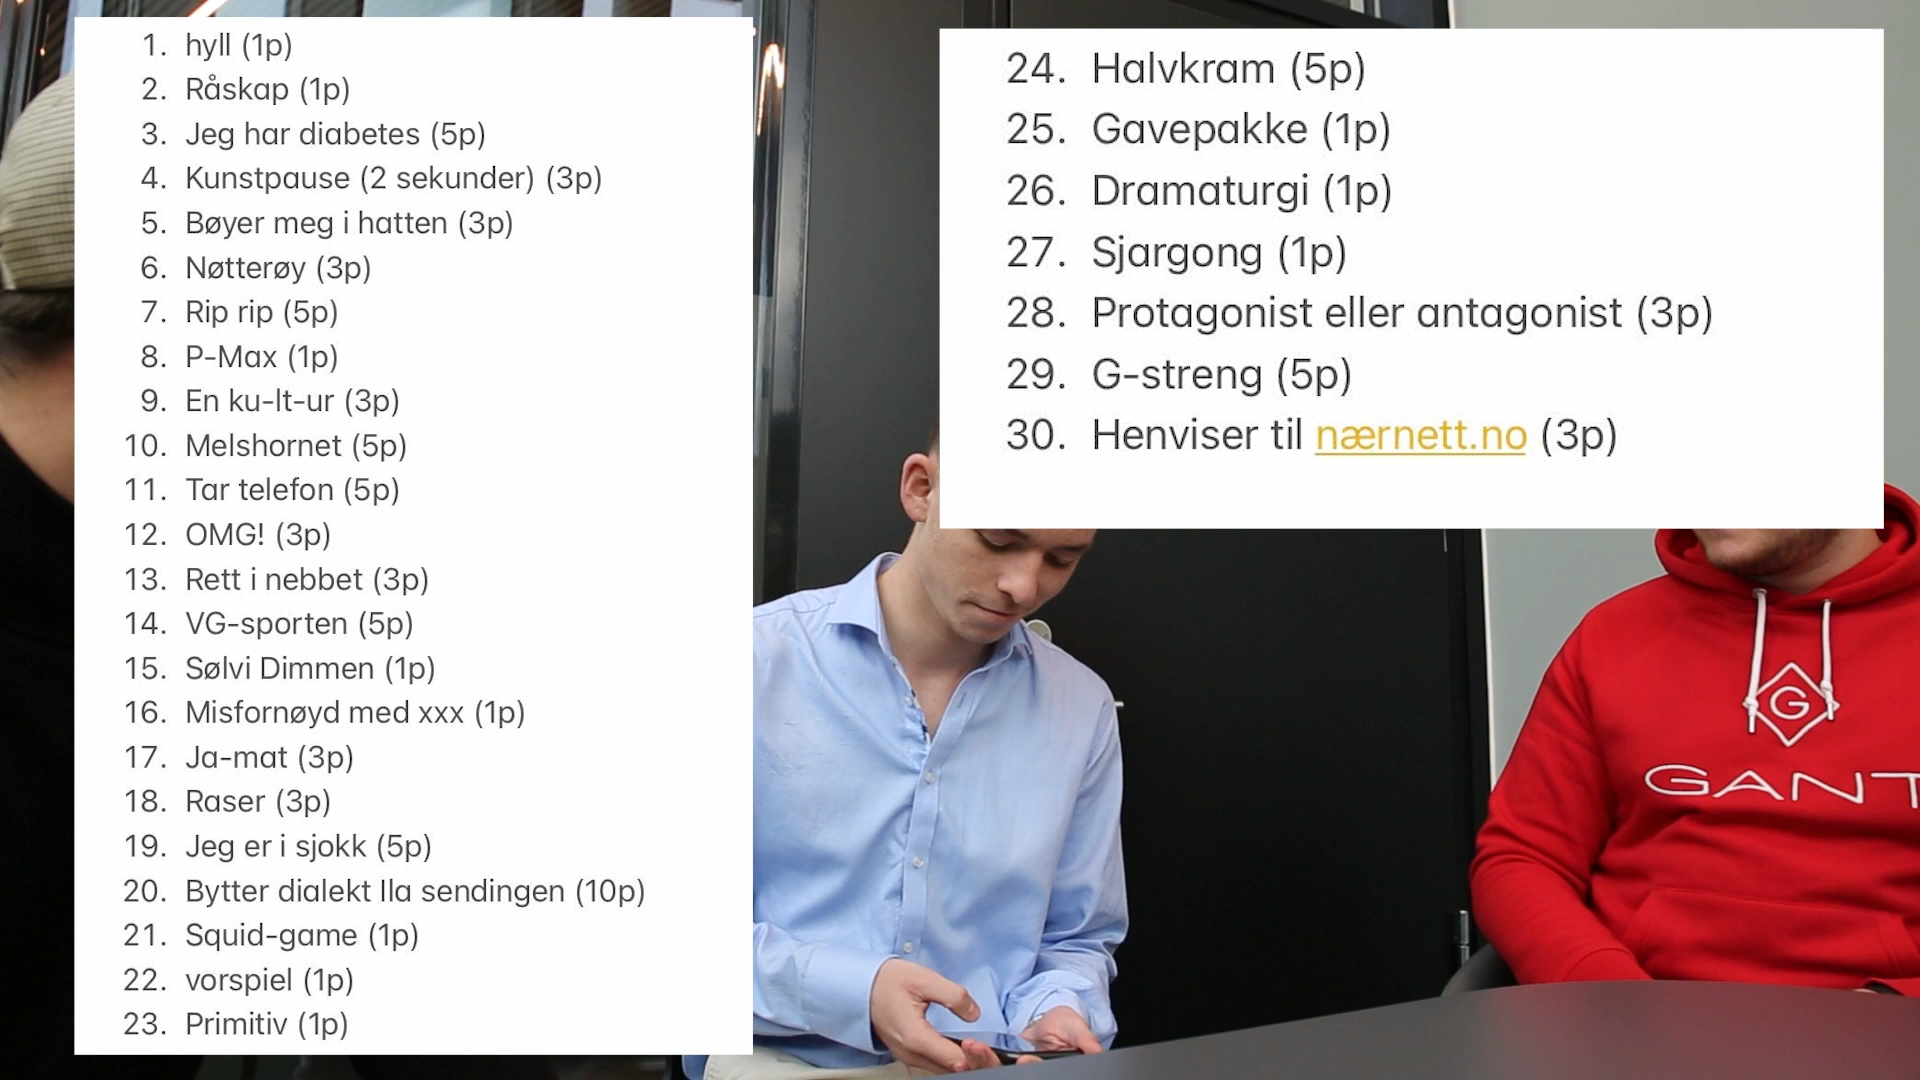 1. hyll (1p)
2. Råskap (1p)
3. Jeg har diabetes (5p)
4. Kunstpause (2 sekunder) (3p)
5. Bøyer meg i hatten (3p)
6. Nøtterøy (3p)
7. Rip rip (5p)
8. P-Max (1p)
9. En ku-lt-ur (3p)
10. Melshornet (5p)
11. Tar telefon (5p)
12. OMG! (3p)
13. Rett i nebbet (3p)
14. VG-sporten (5p)
15. Sølvi Dimmen (1p)
16. Misfornøyd med xxx (1p)
17. Ja-mat (3p)
18. Raser (3p)
19. Jeg er i sjokk (5p)
20. Bytter dialekt lla sendingen (10p)
21. Squid-game (1p)
22. vorspiel (1p)
23. Primitiv (1p)
24. Halvkram (5p)
25. Gavepakke (1p)
26. Dramaturgi (1p)
27. Sjargong (1p)
28. Protagonist eller antagonist (3p)
29. G-streng (5p)
30. Henviser til nærnett.no (3p)
G
GANT